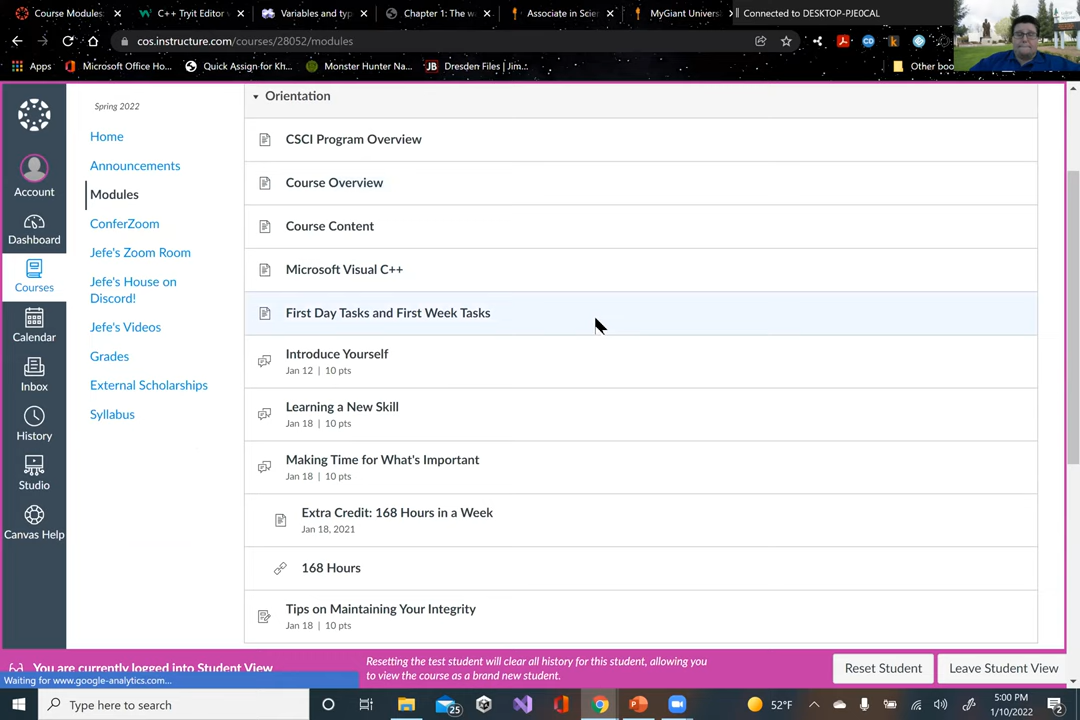 Course Modules:
C++ Tryit Editor
Variables and typ
Chapter 1: The w
Associate in Scien
MyGiant Univers
Connected to DESKTOP-PJE0CAL
cos.instructure.com/courses/28052/modules
Apps
Microsoft Office Ho...
Quick Assign for Kh...
Monster Hunter Na...
JB
Dresden Files | Jim...
Other boo
Spring 2022
Home
Announcements
Modules
ConferZoom
Jefe's Zoom Room
Jefe's House on
Discord!
Jefe's Videos
Grades
External Scholarships
Syllabus
Account
Dashboard
Courses
Calendar
Inbox
History
Studio
Canvas Help
Orientation
CSCI Program Overview
Course Overview
Course Content
Microsoft Visual C++
First Day Tasks and First Week Tasks
Introduce Yourself
Jan 12 | 10 pts
Learning a New Skill
Jan 18 | 10 pts
Making Time for What's Important
Jan 18 | 10 pts
Extra Credit: 168 Hours in a Week
Jan 18, 2021
168 Hours
Tips on Maintaining Your Integrity
Jan 18 | 10 pts
You are currently logged into Student View
Resetting the test student will clear all history for this student, allowing you
to view the course as a brand new student.
Reset Student
Leave Student View
Waiting for www.google-analytics.com...
Type here to search
25
52°F
5:00 PM
1/10/2022
2